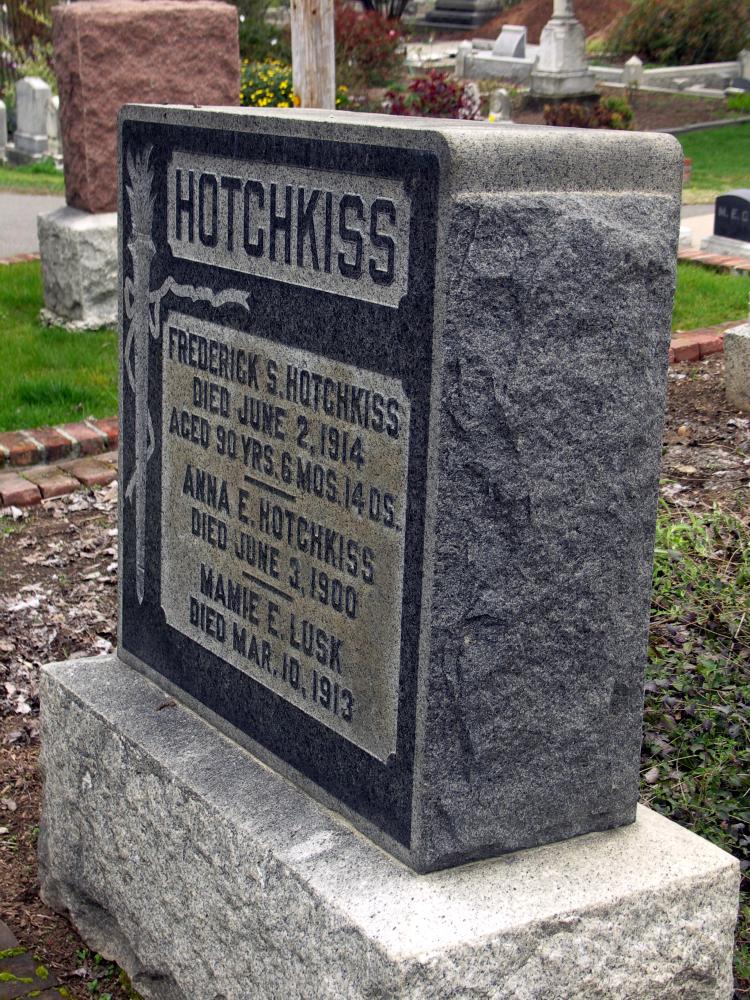 HOTCHKISS
FREDERICK S. HOTCHKISS
DIED JUNE 2, 1914
AGED 90 YRS. 6 MOS. 14 DS.
ANNA E. HOTCHKISS
DIED JUNE 3, 1900
MAMIE E. LUSK
DIED MAR. 10, 1913